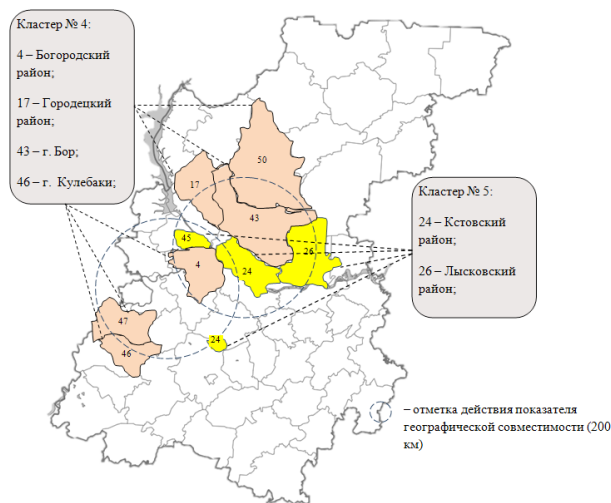 Кластер № 4:
4 – Богородский
район;
17 – Городецкий
район;
43 – г. Бор;
46 – г. Кулебаки;
Кластер № 5:
24 – Кстовский
район;
26 – Лысковский
район;
50
17
43
45
26
4
24
47
24
46
– отметка действия показателя
географической совместимости (200
км)